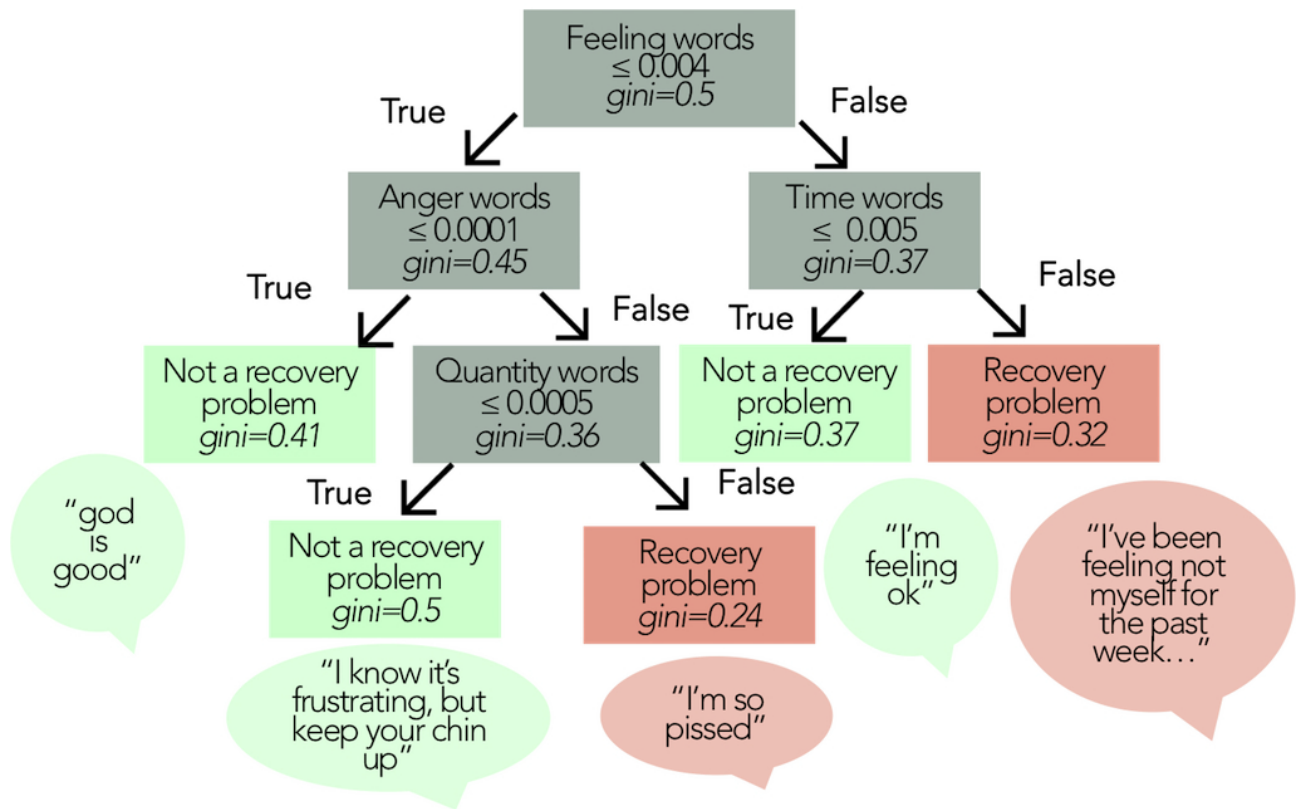 Feeling words
≤ 0.004
gini=0.5
True
False
Anger words
≤ 0.0001
gini=0.45
Time words
≤ 0.005
gini=0.37
True
False
True
False
Not a recovery
problem
gini=0.41
Quantity words
≤ 0.0005
gini=0.36
Not a recovery
problem
gini=0.37
Recovery
problem
gini=0.32
True
False
"god
is
good"
Not a recovery
problem
gini=0.5
Recovery
problem
gini=0.24
"I'm
feeling
ok"
"I've been
feeling not
myself for
the past
week…"
"I know it's
frustrating, but
keep your chin
up"
"I'm so
pissed"